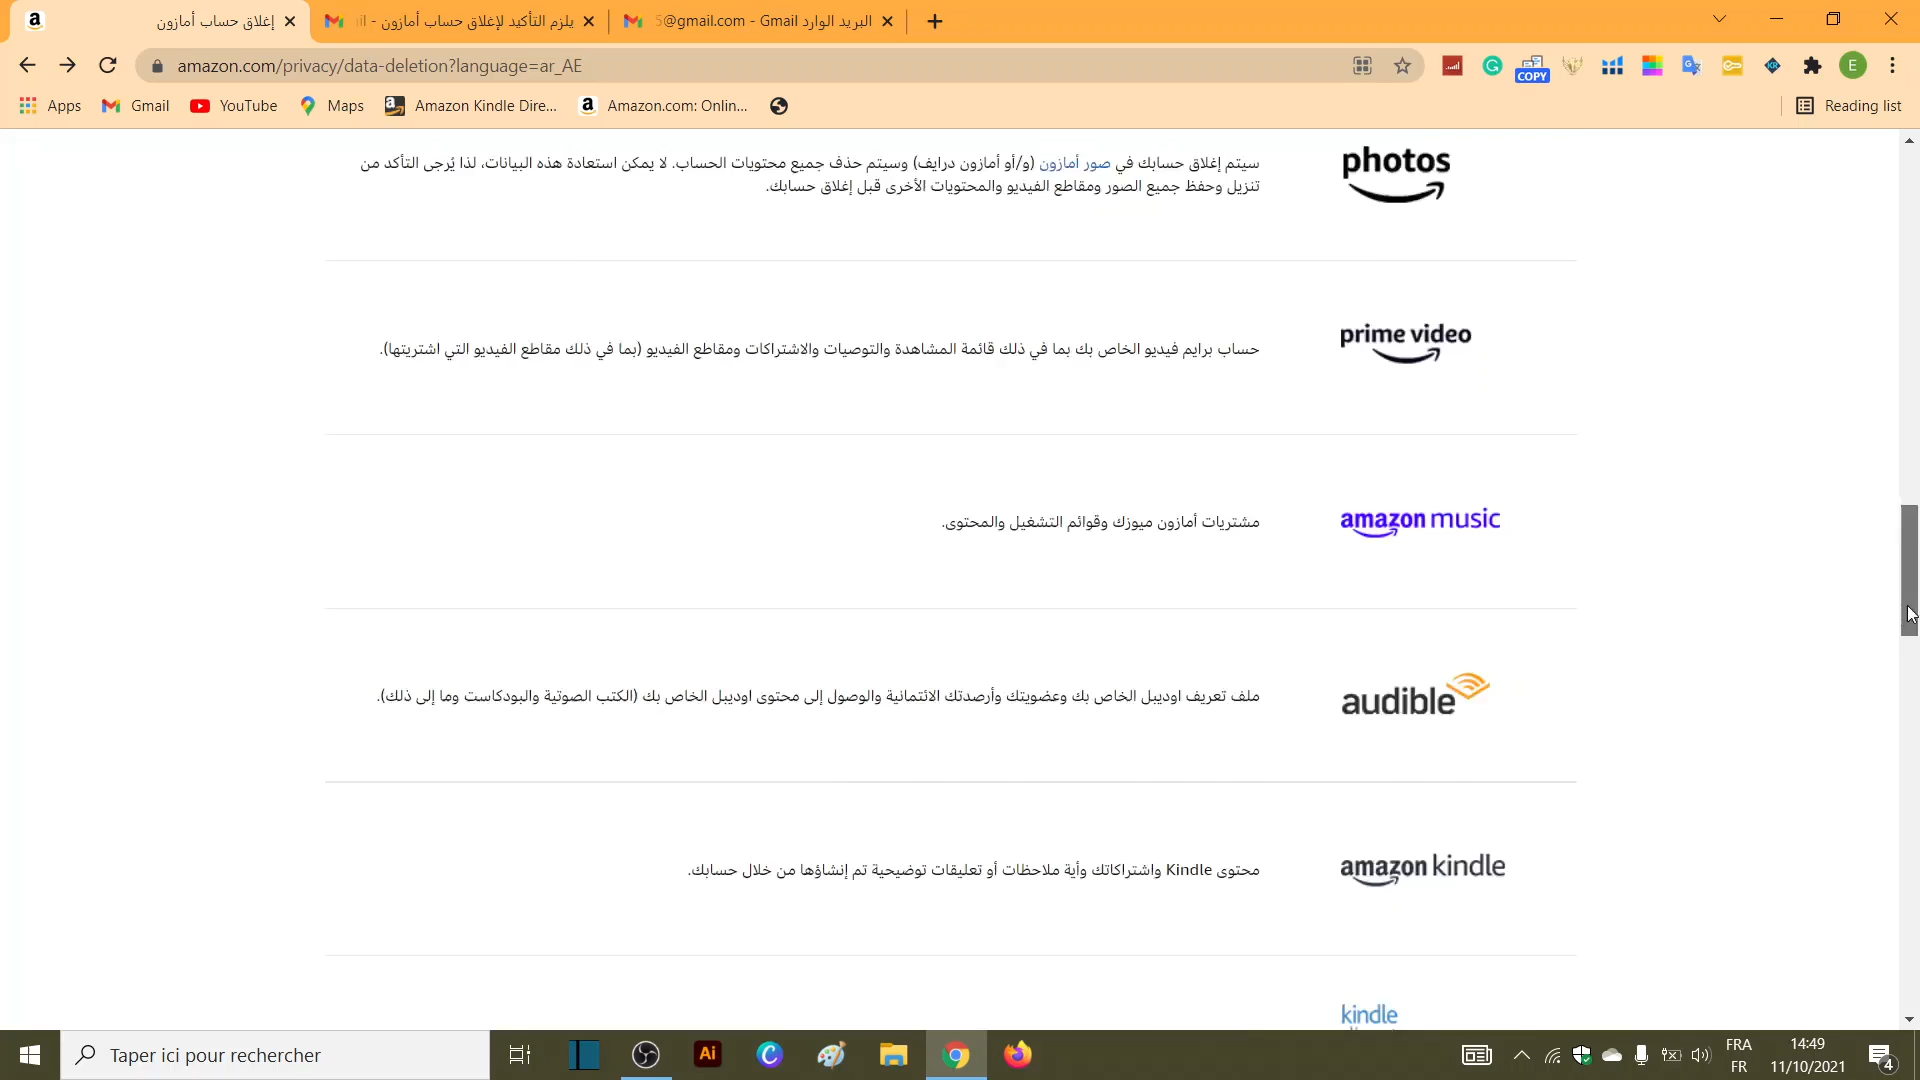 إغلاق حساب أمازون
يلزم التأكيد لإغلاق حساب أمازون - il
5@gmail.com - Gmail البريد الوارد
amazon.com/privacy/data-deletion?language=ar_AE
COPY
E
Apps
Gmail
YouTube
Maps
Amazon Kindle Dire...
Amazon.com: Onlin...
Reading list
photos
سيتم إغلاق حسابك في صور أمازون (و/أو أمازون درايف) وسيتم حذف جميع محتويات الحساب. لا يمكن استعادة هذه البيانات، لذا يُرجى التأكد من
تنزيل وحفظ جميع الصور ومقاطع الفيديو والمحتويات الأخرى قبل إغلاق حسابك.
prime video
حساب برايم فيديو الخاص بك بما في ذلك قائمة المشاهدة والتوصيات والاشتراكات ومقاطع الفيديو (بما في ذلك مقاطع الفيديو التي اشتريتها).
amazon music
مشتريات أمازون ميوزك وقوائم التشغيل والمحتوى.
audible
ملف تعريف اوديبل الخاص بك وعضويتك وأرصدتك الائتمانية والوصول إلى محتوى اوديبل الخاص بك (الكتب الصوتية والبودكاست وما إلى ذلك).
amazon kindle
محتوى Kindle واشتراكاتك وأية ملاحظات أو تعليقات توضيحية تم إنشاؤها من خلال حسابك.
kindle
Taper ici pour rechercher
Ai
FRA
FR
14:49
11/10/2021
4